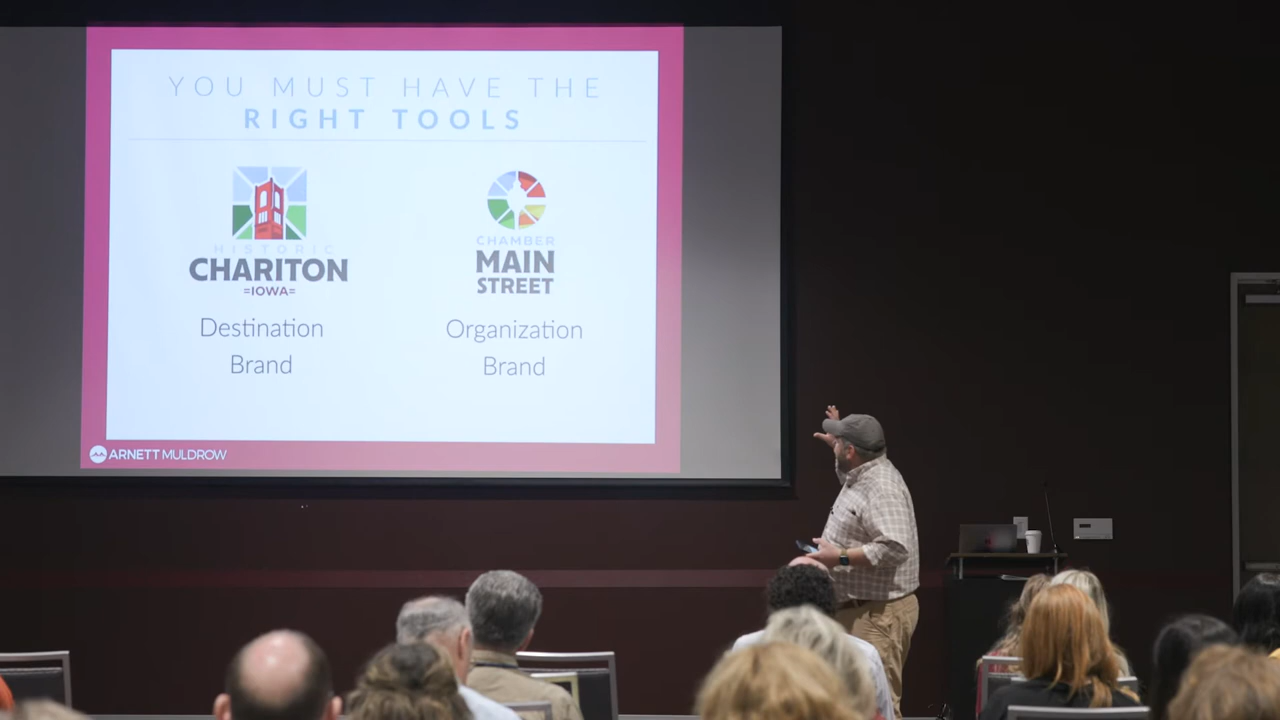 YOU MUST HAVE THE
RIGHT TOOLS
HISTORIC
CHARITON
=IOWA=
Destination
Brand
CHAMBER
MAIN
STREET
Organization
Brand
ARNETT MULDROW